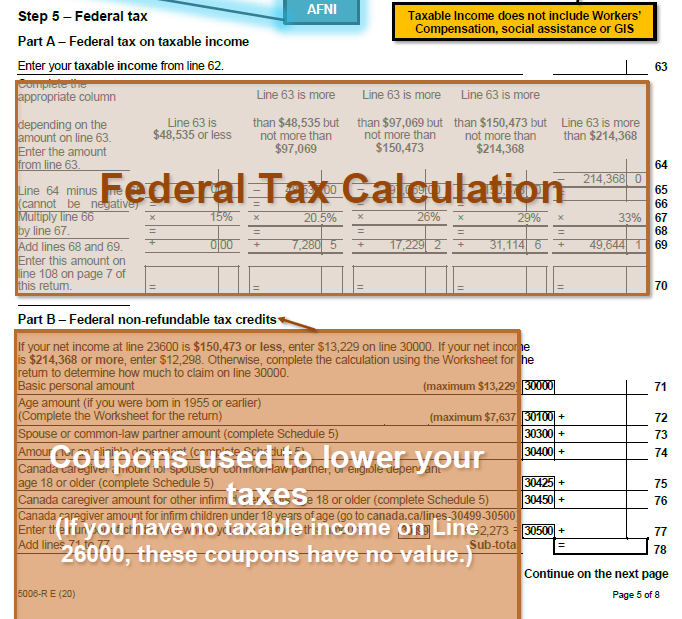 AFNI
Step 5 – Federal tax
Taxable Income does not include Workers'
Compensation, social assistance or GIS
Part A – Federal tax on taxable income
Enter your taxable income from line 62. 63
Complete the
appropriate column
depending on the
amount on line 63.
Enter the amount
from line 63.
Line 63 is
$48,535 or less
Line 63 is more
than $48,535 but
not more than
$97,069
Line 63 is more
than $97,069 but
not more than
$150,473
Line 63 is more
than $150,473 but
not more than
$214,368
Line 63 is more
than $214,368
64
Federal Tax Calculation
Line 64 minus line 65
(cannot be negative)
– 214,368 0 65
= = 66
Multiply line 66
by line 67.
× 15% × 20.5% × 26% × 29% × 33% 67
= = = = = 68
Add lines 68 and 69.
Enter this amount on
line 108 on page 7 of
this return.
+ 0 00 + 7,280 5 + 17,229 2 + 31,114 6 + 49,644 1 69
= = = = = 70
Part B – Federal non-refundable tax credits
If your net income at line 23600 is $150,473 or less, enter $13,229 on line 30000. If your net income
is $214,368 or more, enter $12,298. Otherwise, complete the calculation using the Worksheet for the
return to determine how much to claim on line 30000.
Basic personal amount (maximum $13,229) 30000 71
Age amount (if you were born in 1955 or earlier)
(Complete the Worksheet for the return) (maximum $7,637) 30100 + 72
Spouse or common-law partner amount (complete Schedule 5) 30300 + 73
Amount for an eligible dependant (complete Schedule 5) 30400 + 74
Coupons used to lower your
taxes
(If you have no taxable income on Line
26000, these coupons have no value.)
Canada caregiver amount for spouse or common-law partner, or eligible dependant
age 18 or older (complete Schedule 5) 30425 + 75
Canada caregiver amount for other infirm age 18 or older (complete Schedule 5) 30450 + 76
Canada caregiver amount for infirm children under 18 years of age (go to canada.ca/lines-30499-30500
Enter the 2,273 = 30500 + 77
Add lines 71 to 77. Sub-total = 78
Continue on the next page
5006-R E (20) Page 5 of 8